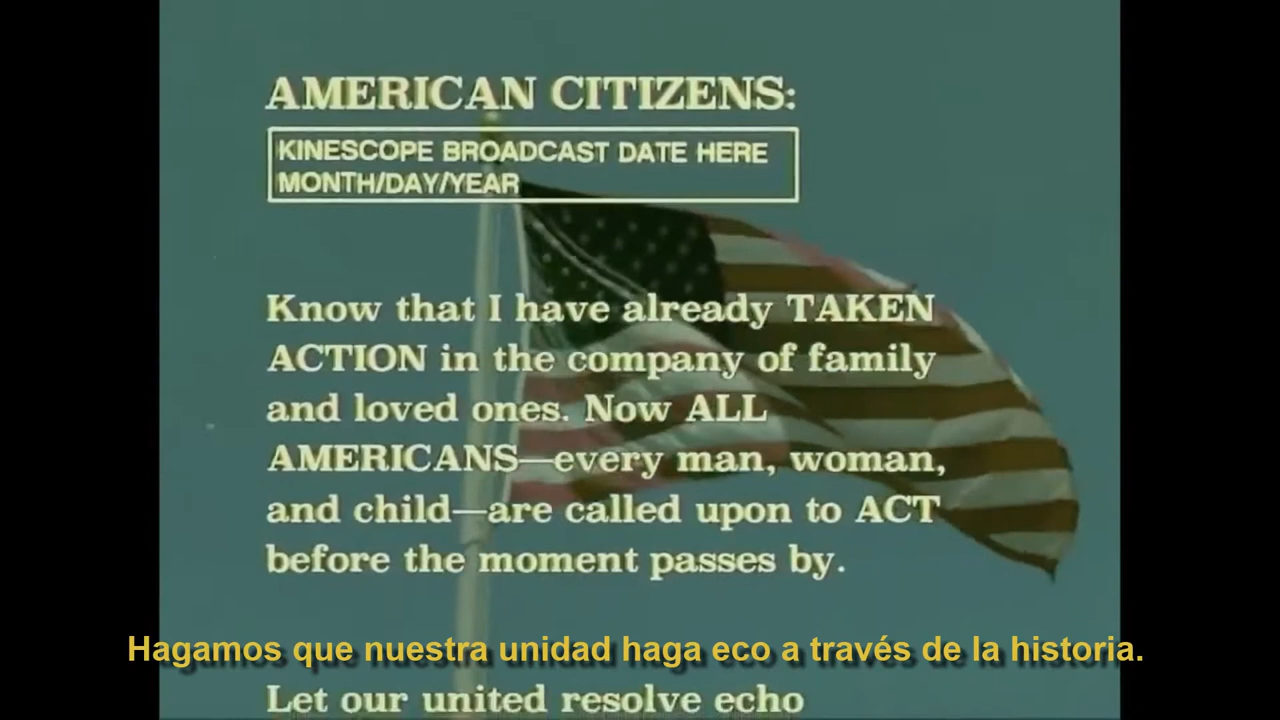 AMERICAN CITIZENS:
KINESCOPE BROADCAST DATE HERE
MONTH/DAY/YEAR
Know that I have already TAKEN
ACTION in the company of family
and loved ones. Now ALL
AMERICANS—every man, woman,
and child—are called upon to ACT
before the moment passes by.
Hagamos que nuestra unidad haga eco a través de la historia.
Let our united resolve echo